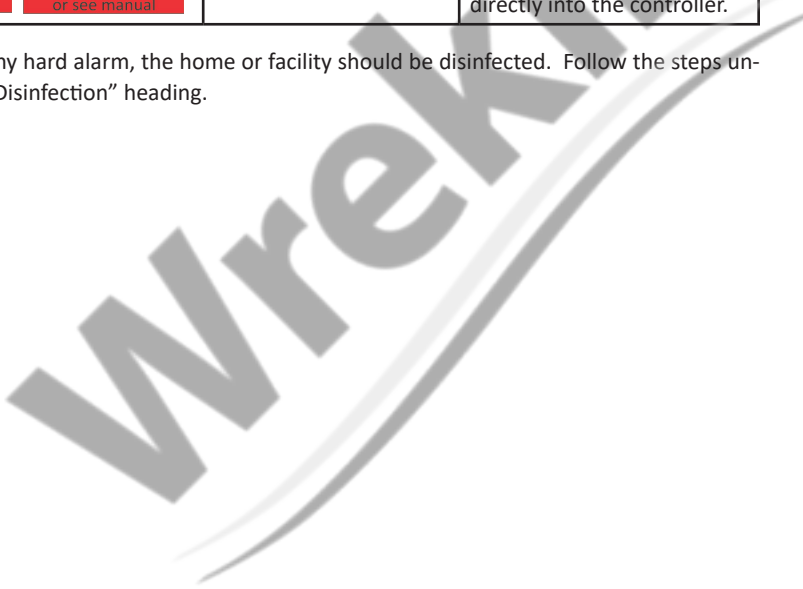 or see manual
directly into the controller.
ny hard alarm, the home or facility should be disinfected.  Follow the steps un-
Disinfection” heading.
Wreki